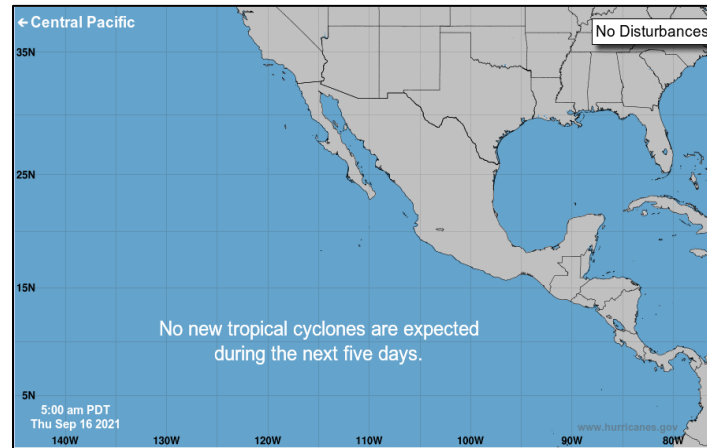 ← Central Pacific
No Disturbances
35N
25N
15N
No new tropical cyclones are expected
during the next five days.
5N
5:00 am PDT
Thu Sep 16 2021
www.hurricanes.gov
140W 130W 120W 110W 100W 90W 80W